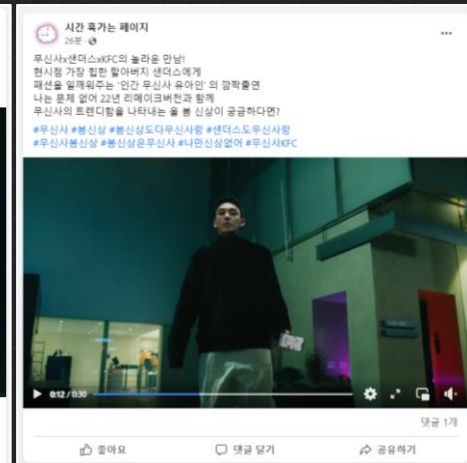 시간 훅가는 페이지
26분
무신사x샌더스xKFC의 놀라운 만남!
현시점 가장 힙한 할아버지 샌더스에게
패션을 일깨워주는 '인간 무신사 유아인' 의 깜짝출연
나는 문제 없어 22년 리메이크버전과 함께
무신사의 트렌디함을 나타내는 올 봄 신상이 궁금하다면?
#무신사 #봄신상 #봄신상도다무신사랑 #샌더스도무신사랑
#무신사봄신상 #봄신상은무신사 #나만신상없어 #무신사KFC
0:12 / 0:30
댓글 1개
좋아요
댓글 달기
공유하기